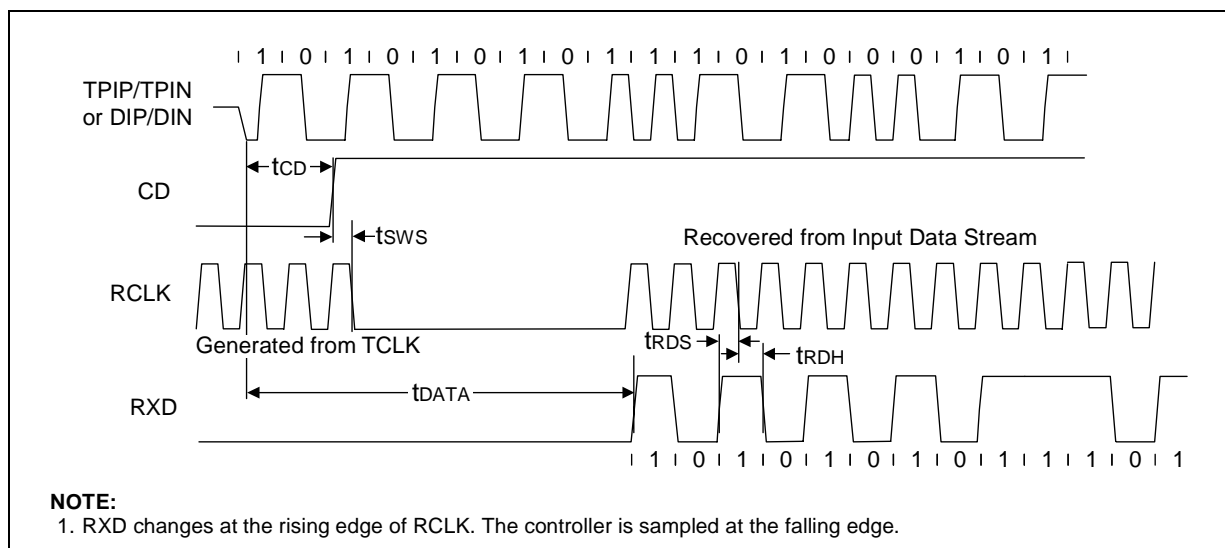 1 0 1 0 1 0 1 0 1 1 1 0 1 0 0 0 1 0 1
TPIP/TPIN
or DIP/DIN
tCD
CD
tSWS
Recovered from Input Data Stream
RCLK
Generated from TCLK
tRDS
tRDH
tDATA
RXD
1 0 1 0 1 0 1 0 1 1 1 0 1
NOTE:
1. RXD changes at the rising edge of RCLK. The controller is sampled at the falling edge.